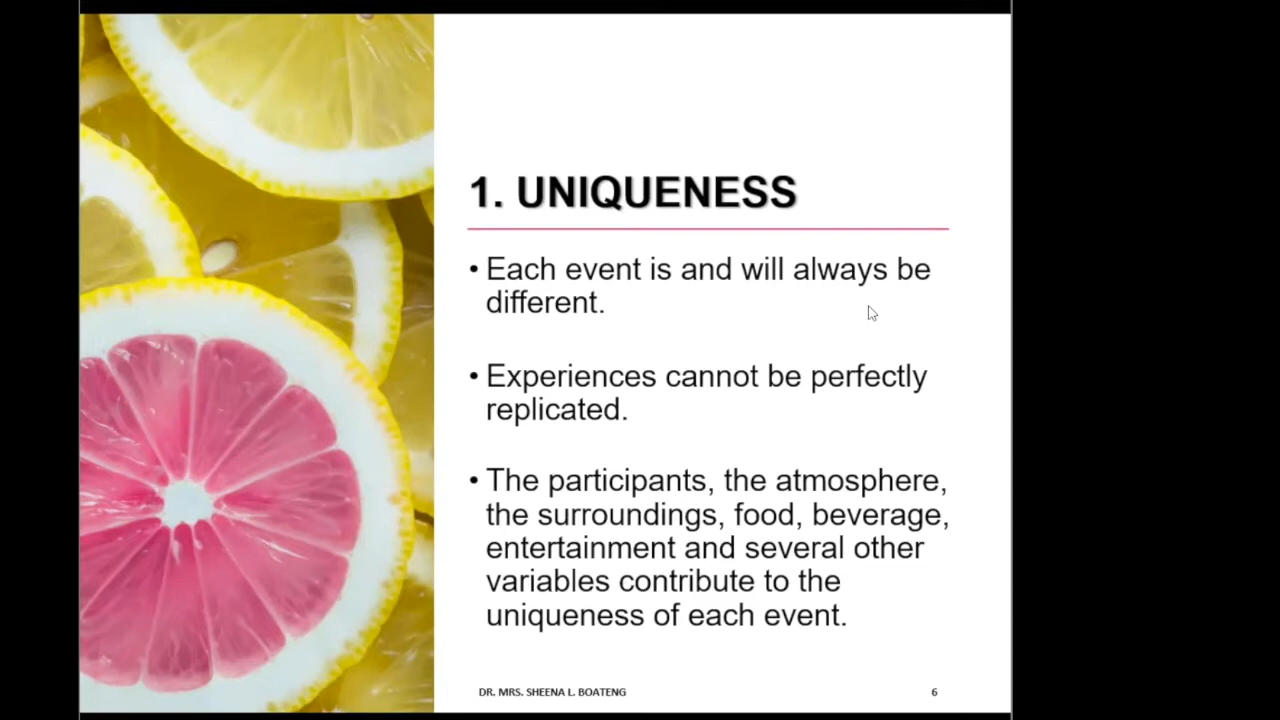 1. UNIQUENESS
• Each event is and will always be
different.
• Experiences cannot be perfectly
replicated.
• The participants, the atmosphere,
the surroundings, food, beverage,
entertainment and several other
variables contribute to the
uniqueness of each event.
DR. MRS. SHEENA L. BOATENG
6